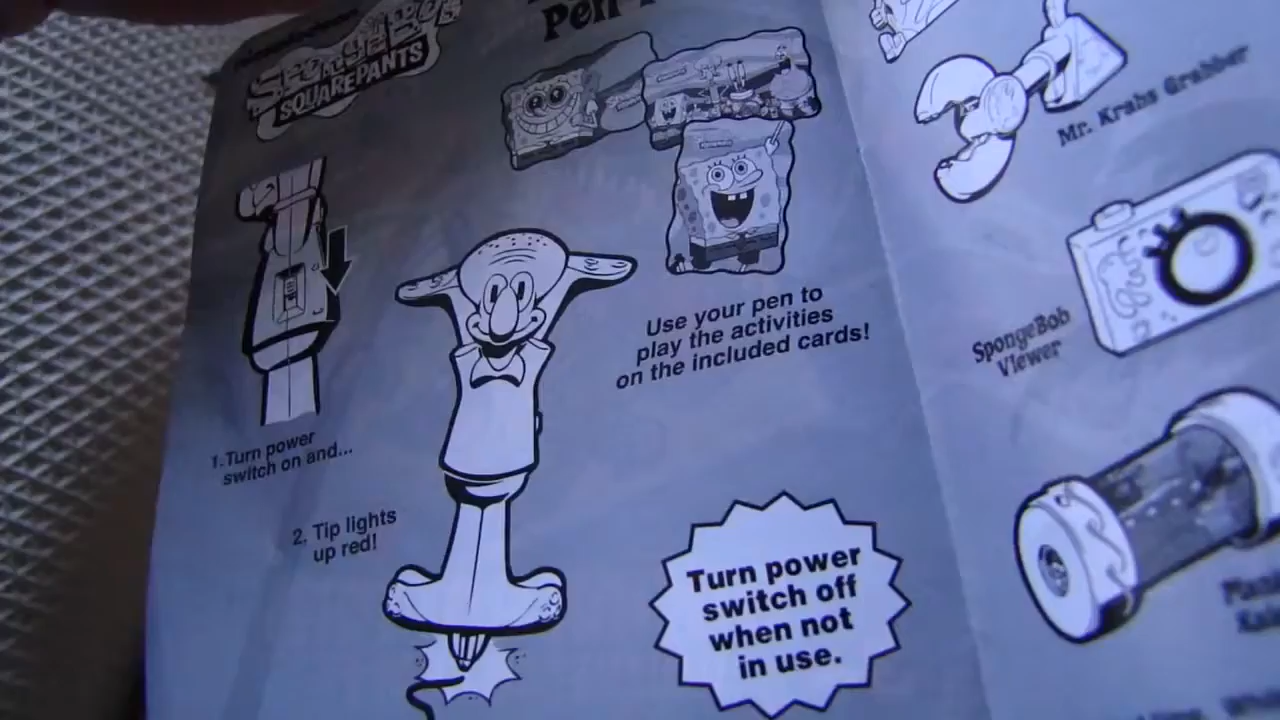 SpongeBob
SQUAREPANTS
1.Turn power
switch on and...
2. Tip lights
up red!
Use your pen to
play the activities
on the included cards!
Turn power
switch off
when not
in use.
Mr. Krabs Grabber
SpongeBob
Viewer